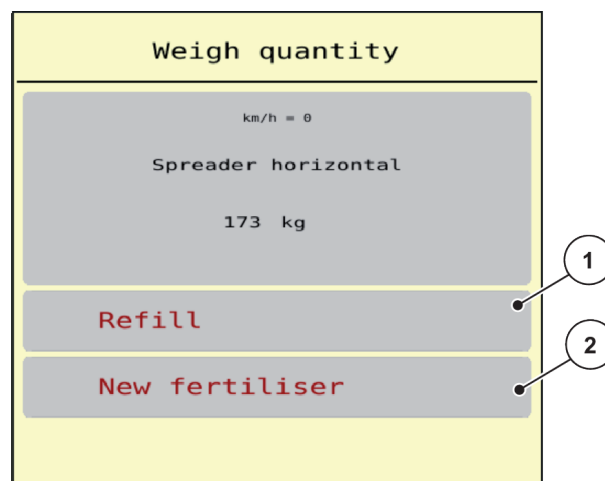 Weigh quantity
km/h = 0
Spreader horizontal
173 kg
Refill
1
New fertiliser
2